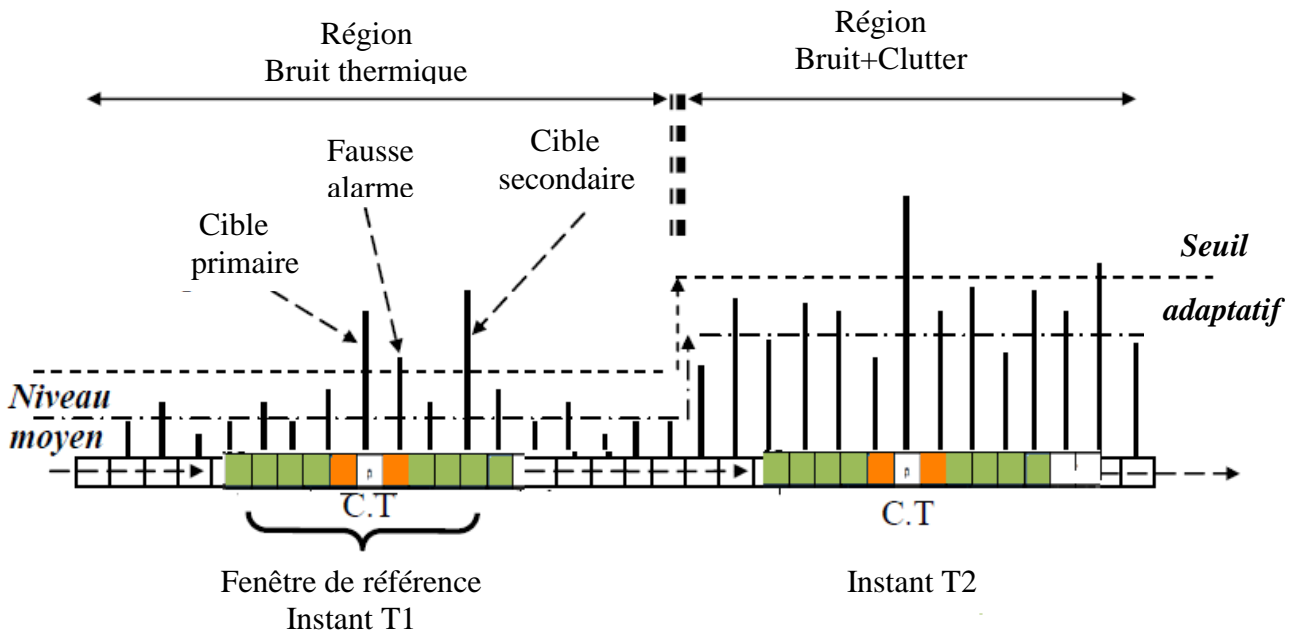 Région
Bruit thermique
Région
Bruit+Clutter
Fausse
alarme
Cible
secondaire
Cible
primaire
Seuil
adaptatif
Niveau
moyen
C.T
C.T
Fenêtre de référence
Instant T1
Instant T2